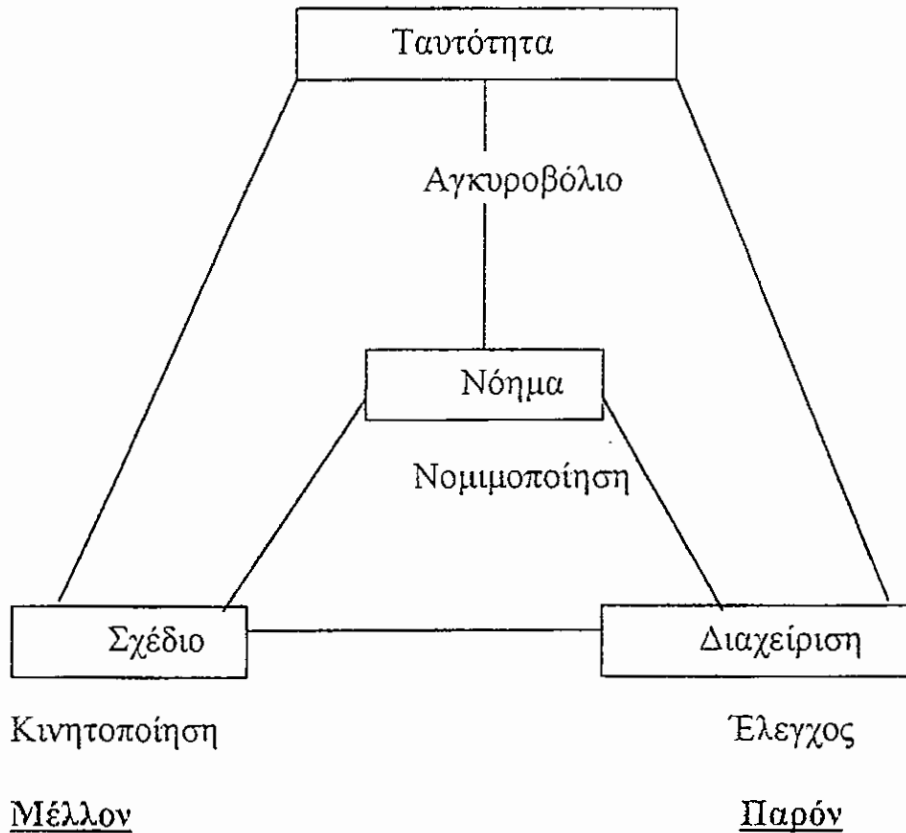 Ταυτότητα
Αγκυροβόλιο
Νόημα
Νομιμοποίηση
Σχέδιο Διαχείριση
Κινητοποίηση Έλεγχος
Μέλλον Παρόν